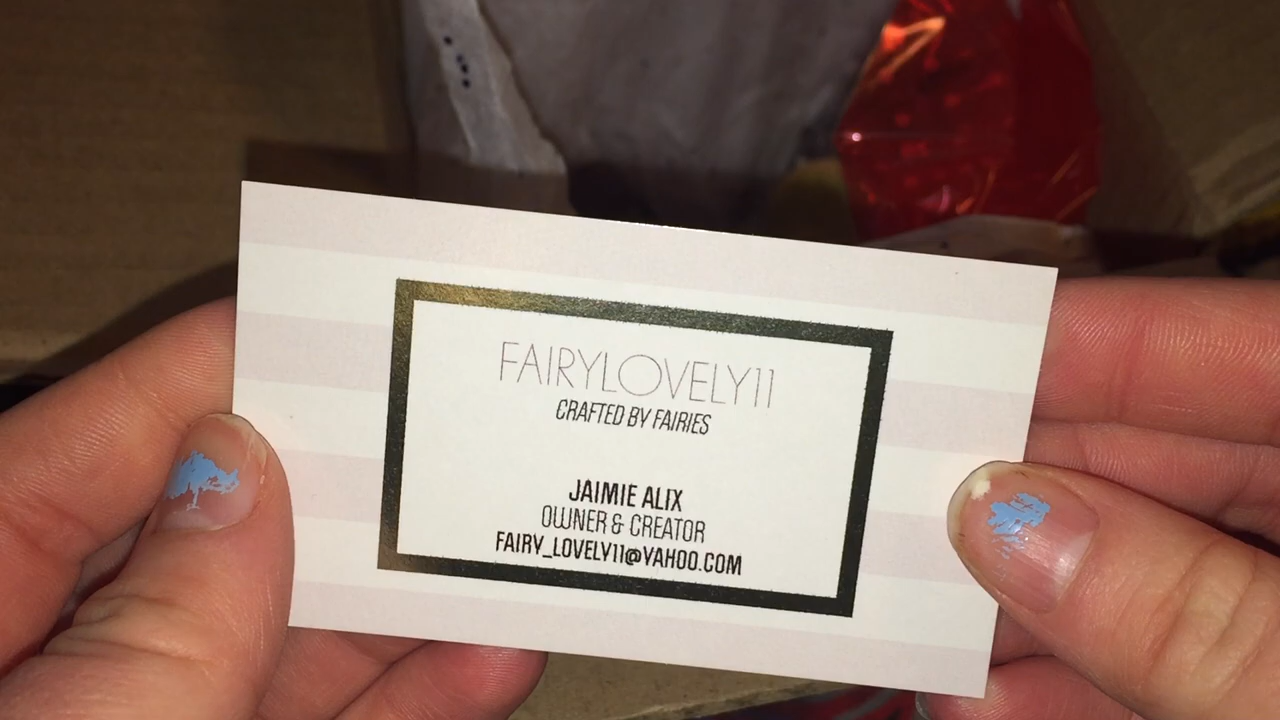 FAIRYLOVELY11
CRAFTED BY FAIRIES
JAIMIE ALIX
OWNER & CREATOR
FAIRY_LOVELY11@YAHOO.COM